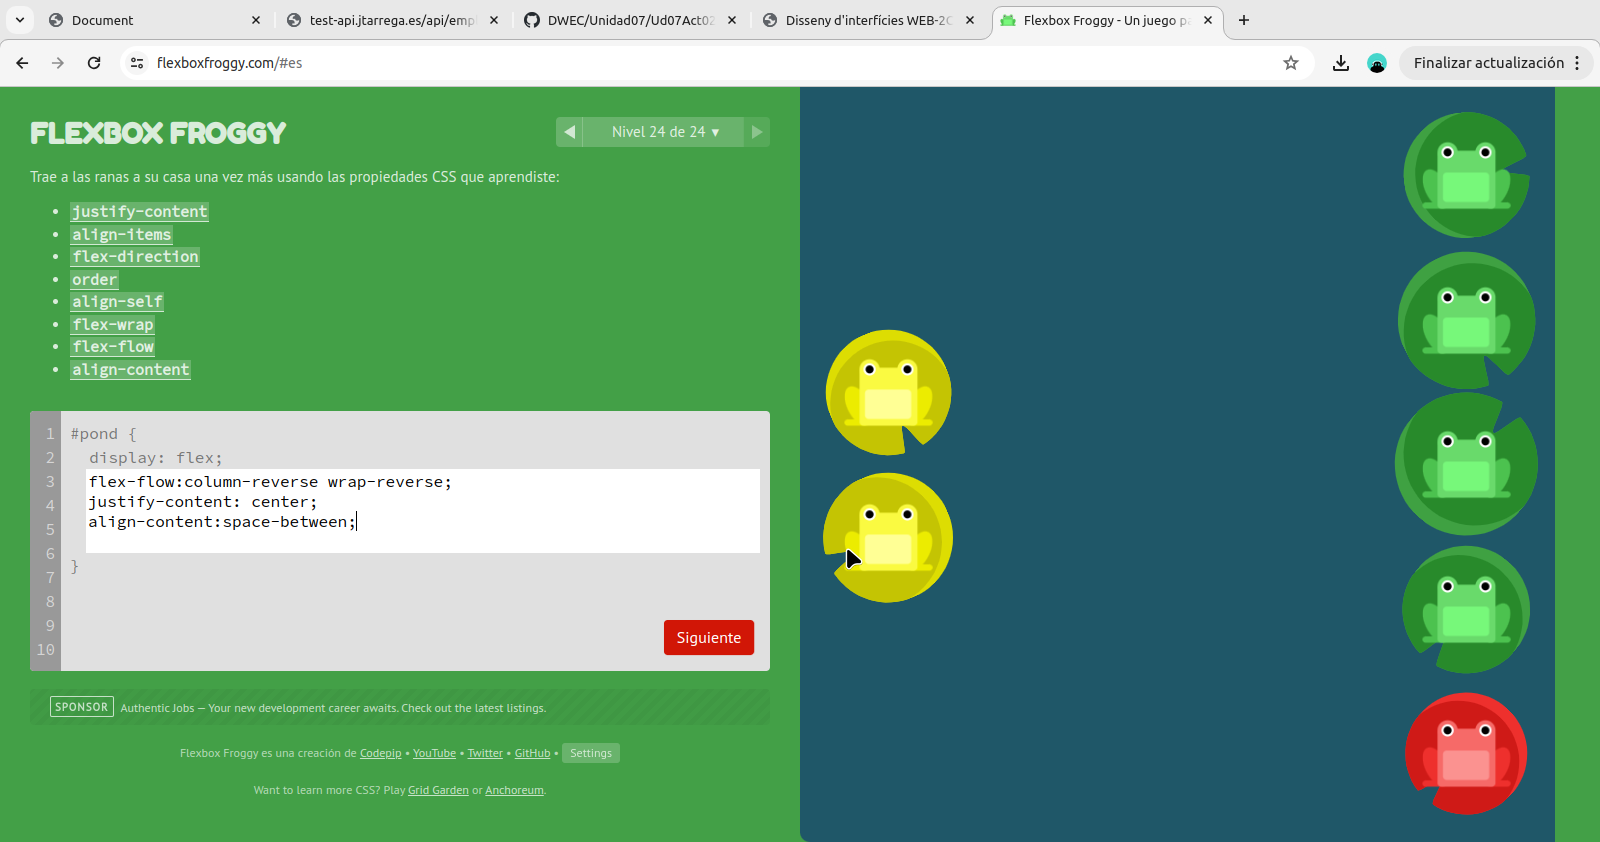 Document
test-api.jtarrega.es/api/emp
DWEC/Unidad07/Ud07Act02
Disseny d'interfícies WEB-2C
Flexbox Froggy - Un juego pa
flexboxfroggy.com/#es
Finalizar actualización
FLEXBOX FROGGY
Nivel 24 de 24 ▾
Trae a las ranas a su casa una vez más usando las propiedades CSS que aprendiste:
• justify-content
• align-items
• flex-direction
• order
• align-self
• flex-wrap
• flex-flow
• align-content
1 #pond {
2 display: flex;
3 flex-flow:column-reverse wrap-reverse;
4 justify-content: center;
5 align-content:space-between;
6
7 }
8
9
10
Siguiente
SPONSOR Authentic Jobs — Your new development career awaits. Check out the latest listings.
Flexbox Froggy es una creación de Codepip • YouTube • Twitter • GitHub • Settings
Want to learn more CSS? Play Grid Garden or Anchoreum.